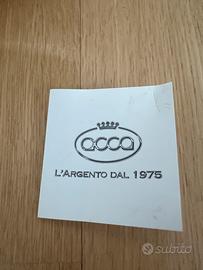 acca
L'ARGENTO DAL 1975
subito